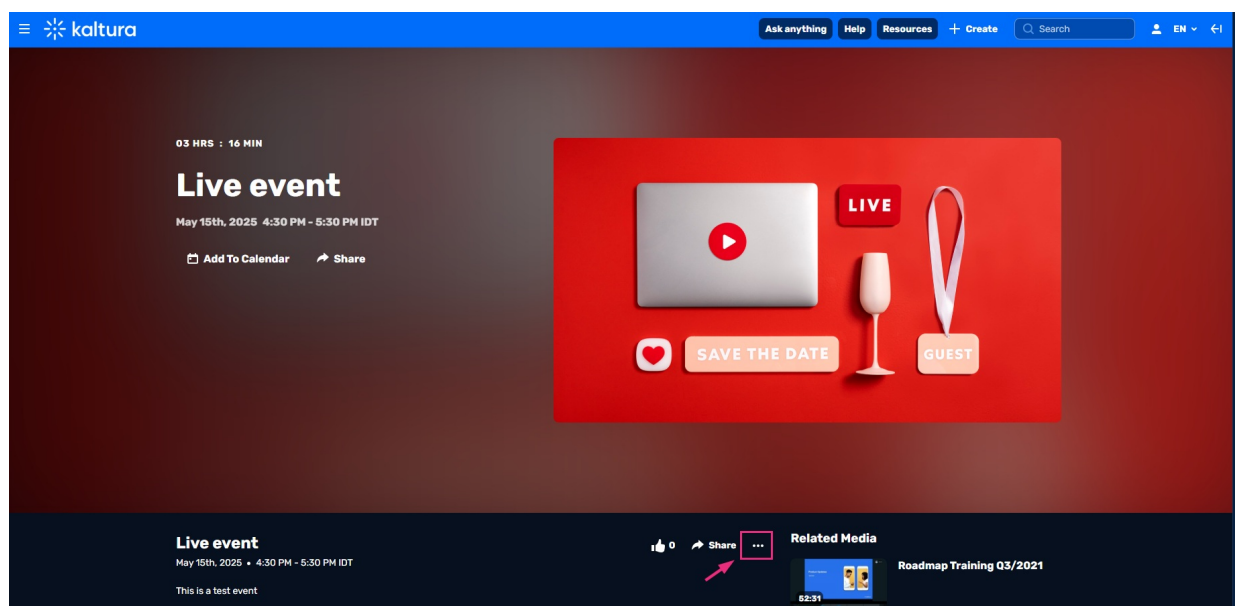 kaltura
Ask anything Help Resources + Create Search EN
03 HRS : 16 MIN
Live event
May 15th, 2025 4:30 PM - 5:30 PM IDT
Add To Calendar Share
LIVE
SAVE THE DATE
GUEST
Live event
May 15th, 2025 • 4:30 PM - 5:30 PM IDT
This is a test event
0 Share ...
Related Media
52:31
Roadmap Training Q3/2021